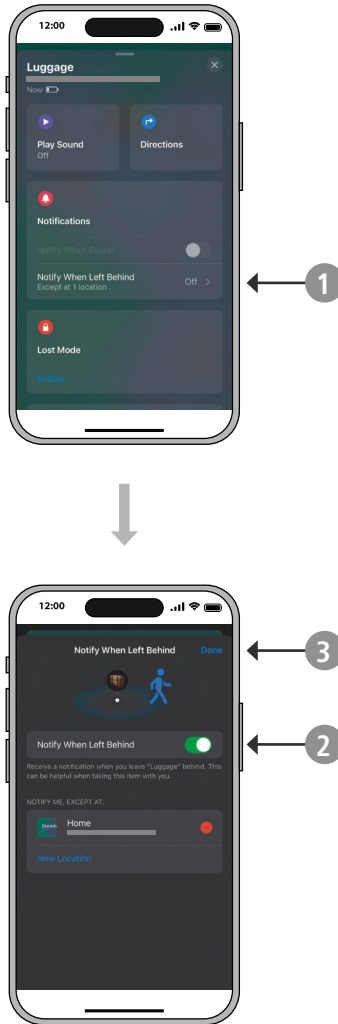 12:00
Luggage
Now
Play Sound
Off
Directions
Notifications
Notify When Found
Notify When Left Behind
Except at 1 location
Off
1
Lost Mode
Enable
12:00
Notify When Left Behind
Done
3
Notify When Left Behind
2
Receive a notification when you leave "Luggage" behind. This
can be helpful when taking this item with you.
NOTIFY ME, EXCEPT AT:
Home
New Location